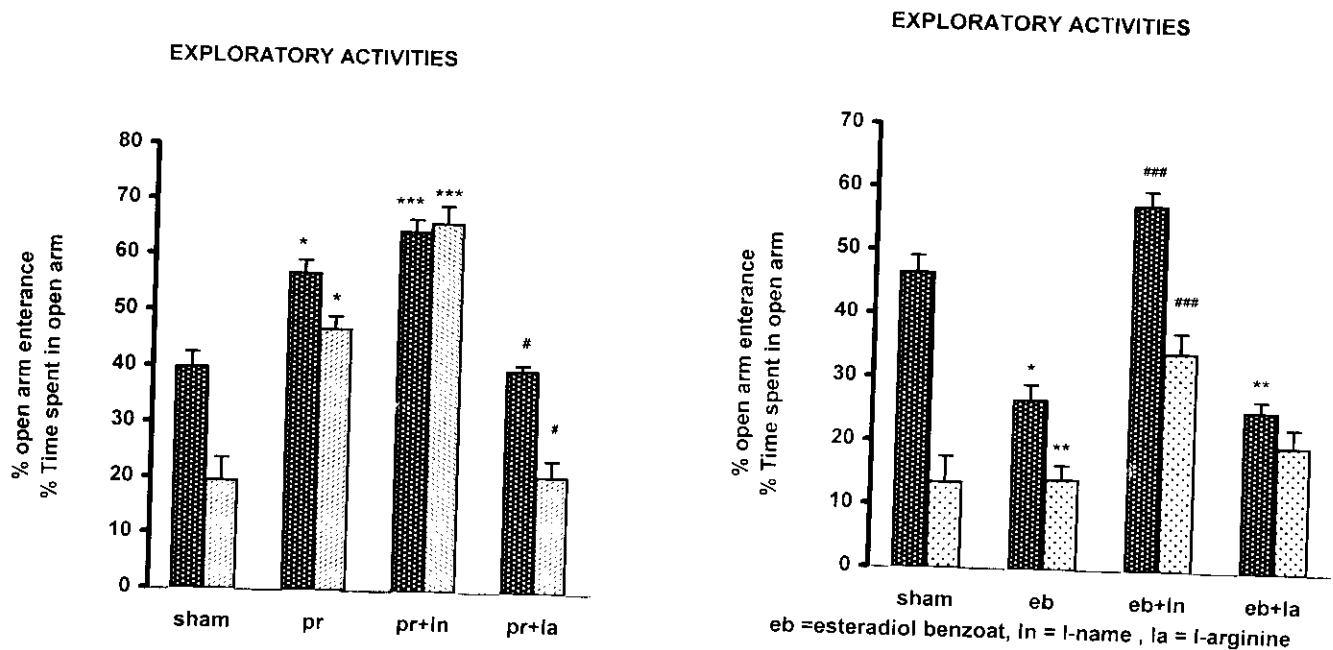 EXPLORATORY ACTIVITIES
% open arm enterance
% Time spent in open arm
80
70
60
50
40
30
20
10
0
* * *** *** # #
sham pr pr+ln pr+la
EXPLORATORY ACTIVITIES
% open arm enterance
% Time spent in open arm
70
60
50
40
30
20
10
0
* ** ### ### **
sham eb eb+ln eb+la
eb =esteradiol benzoat, ln = l-name , la = l-arginine